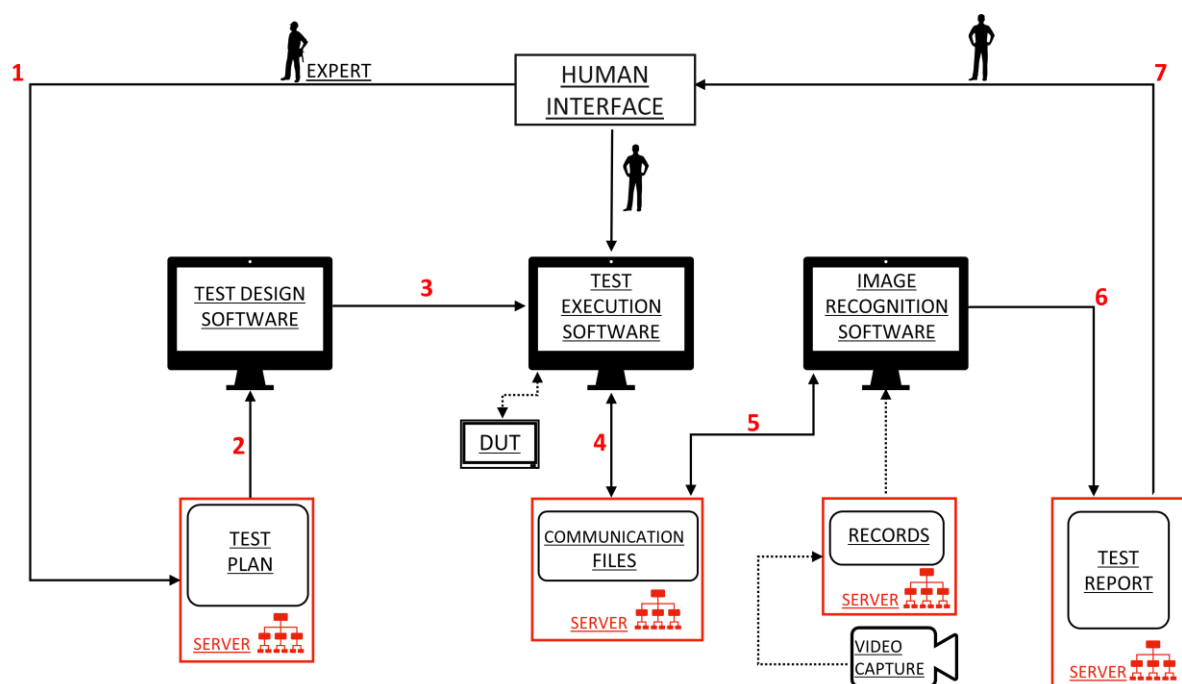 1
EXPERT
HUMAN
INTERFACE
7
TEST DESIGN
SOFTWARE
3
TEST
EXECUTION
SOFTWARE
IMAGE
RECOGNITION
SOFTWARE
6
2
DUT
4
5
TEST
PLAN
SERVER
COMMUNICATION
FILES
SERVER
RECORDS
SERVER
VIDEO
CAPTURE
TEST
REPORT
SERVER